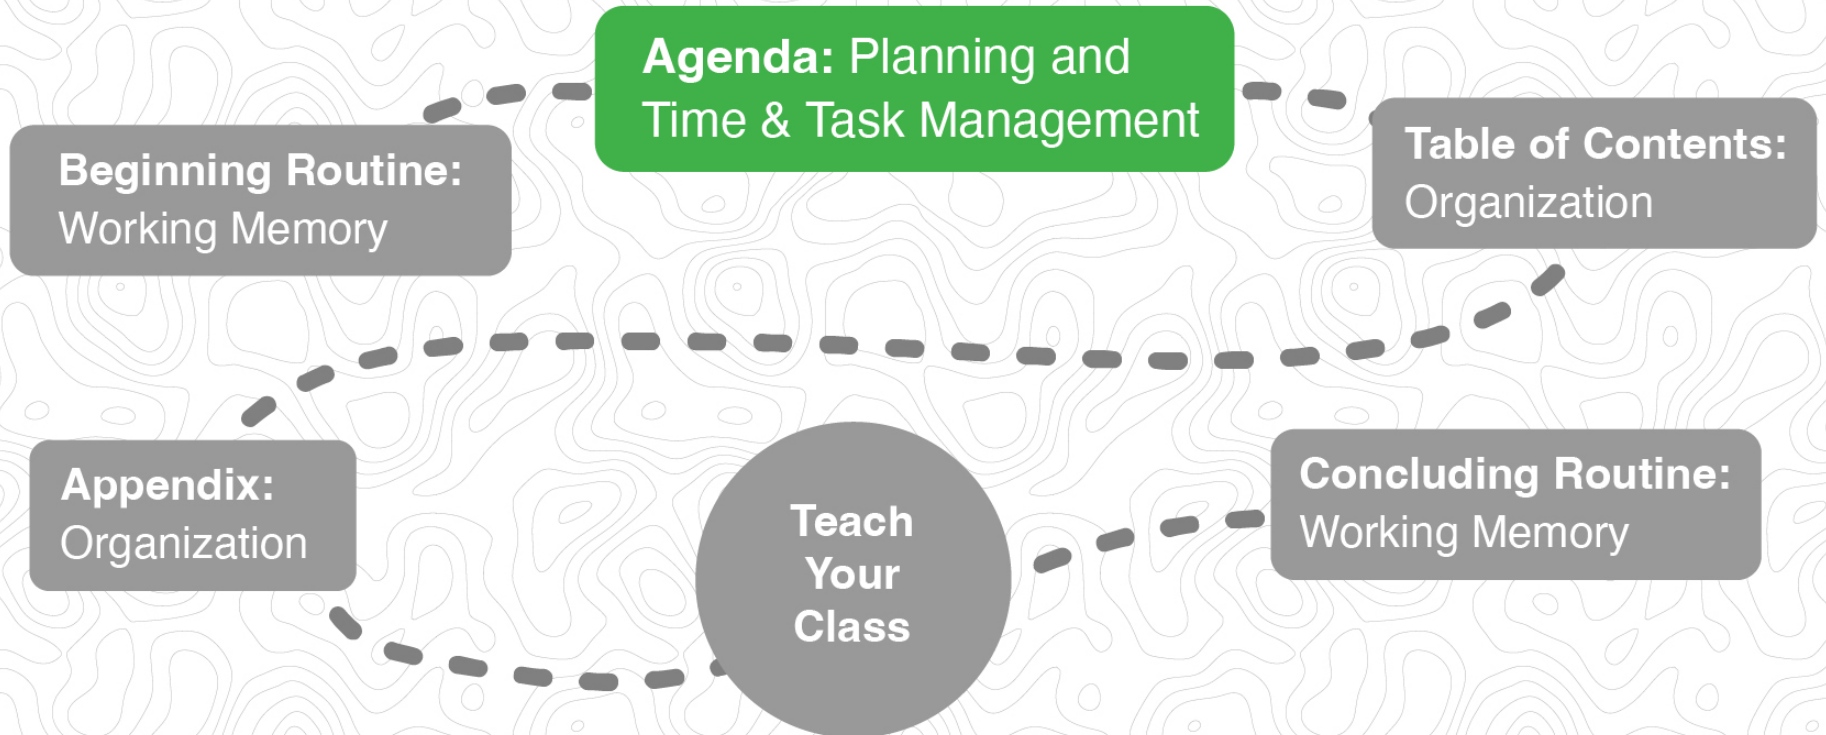 Agenda: Planning and
Time & Task Management
Beginning Routine:
Working Memory
Table of Contents:
Organization
Appendix:
Organization
Teach
Your
Class
Concluding Routine:
Working Memory